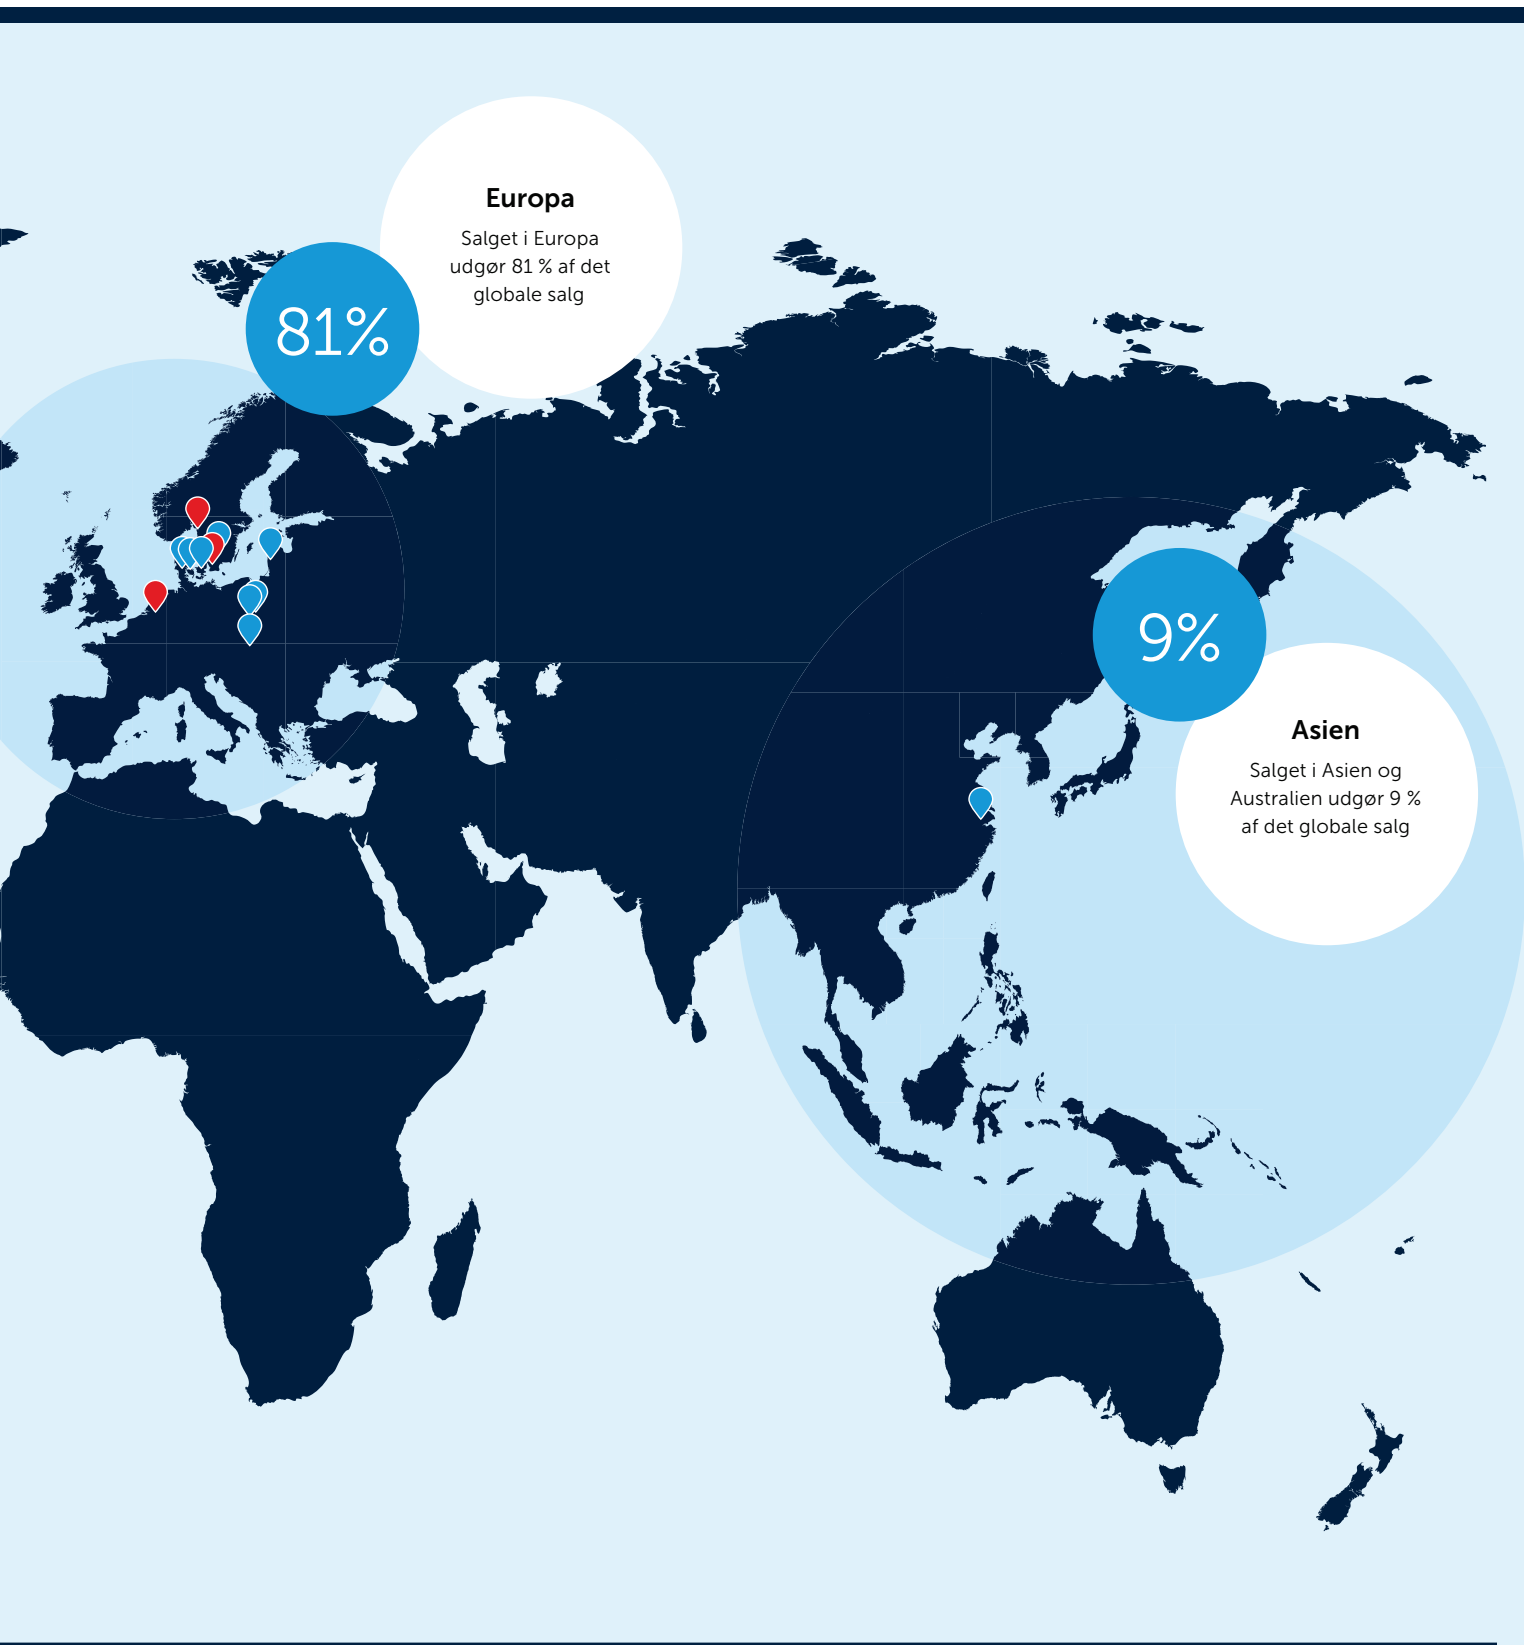 Europa
Salget i Europa
udgør 81 % af det
globale salg
81%
9%
Asien
Salget i Asien og
Australien udgør 9 %
af det globale salg